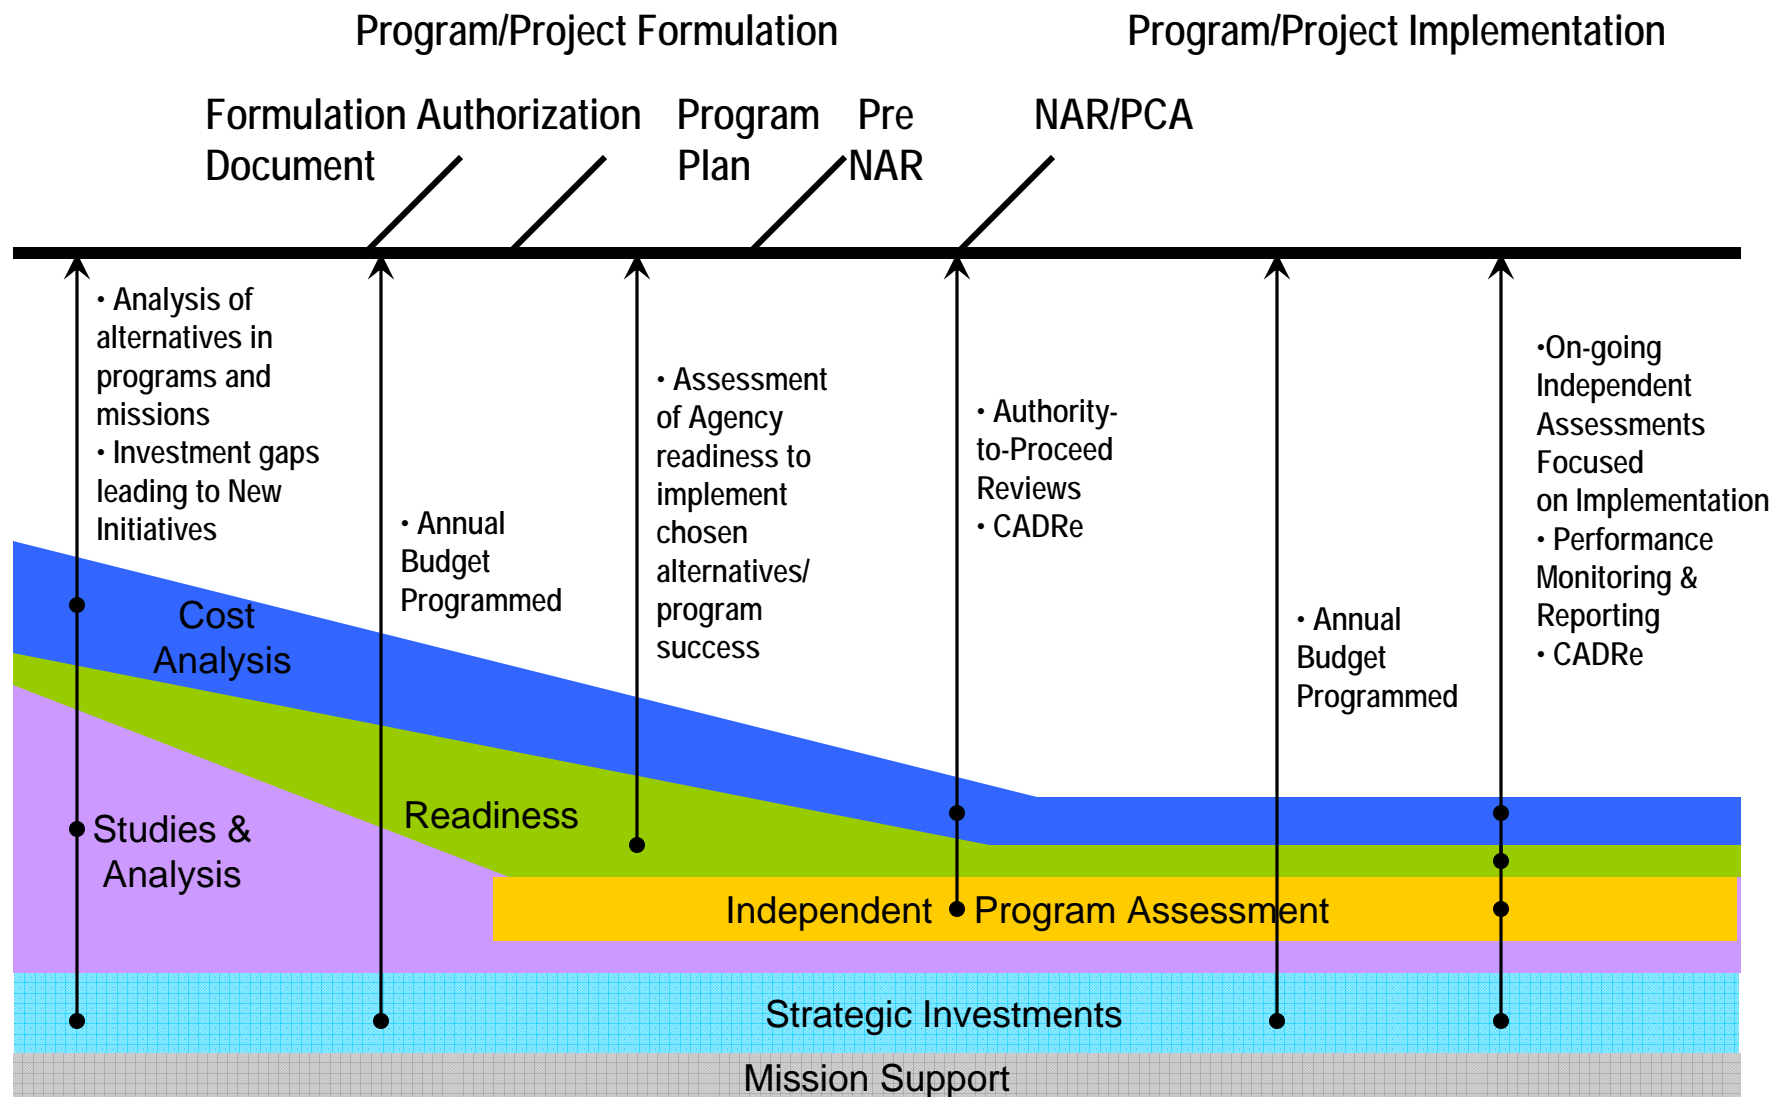 Program/Project Formulation
Program/Project Implementation
Formulation Authorization
Document
Program
Plan
Pre
NAR
NAR/PCA
• Analysis of
alternatives in
programs and
missions
• Investment gaps
leading to New
Initiatives
• Annual
Budget
Programmed
• Assessment
of Agency
readiness to
implement
chosen
alternatives/
program
success
• Authority-
to-Proceed
Reviews
• CADRe
• Annual
Budget
Programmed
•On-going
Independent
Assessments
Focused
on Implementation
• Performance
Monitoring &
Reporting
• CADRe
Cost
Analysis
Readiness
Studies &
Analysis
Independent Program Assessment
Strategic Investments
Mission Support